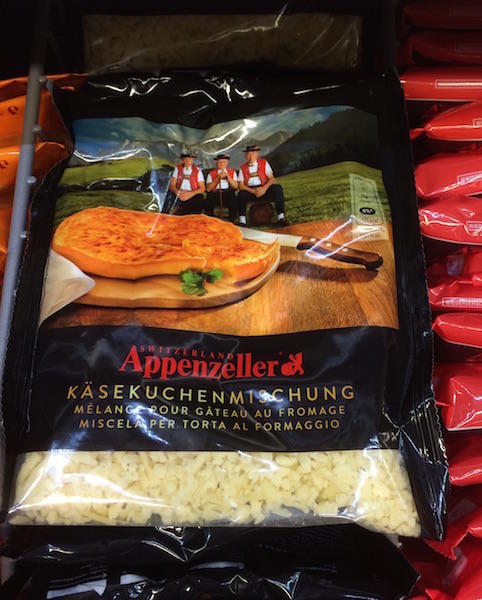 SWITZERLAND
Appenzeller
KÄSEKUCHENMISCHUNG
MÉLANGE POUR GÂTEAU AU FROMAGE
MISCELA PER TORTA AL FORMAGGIO